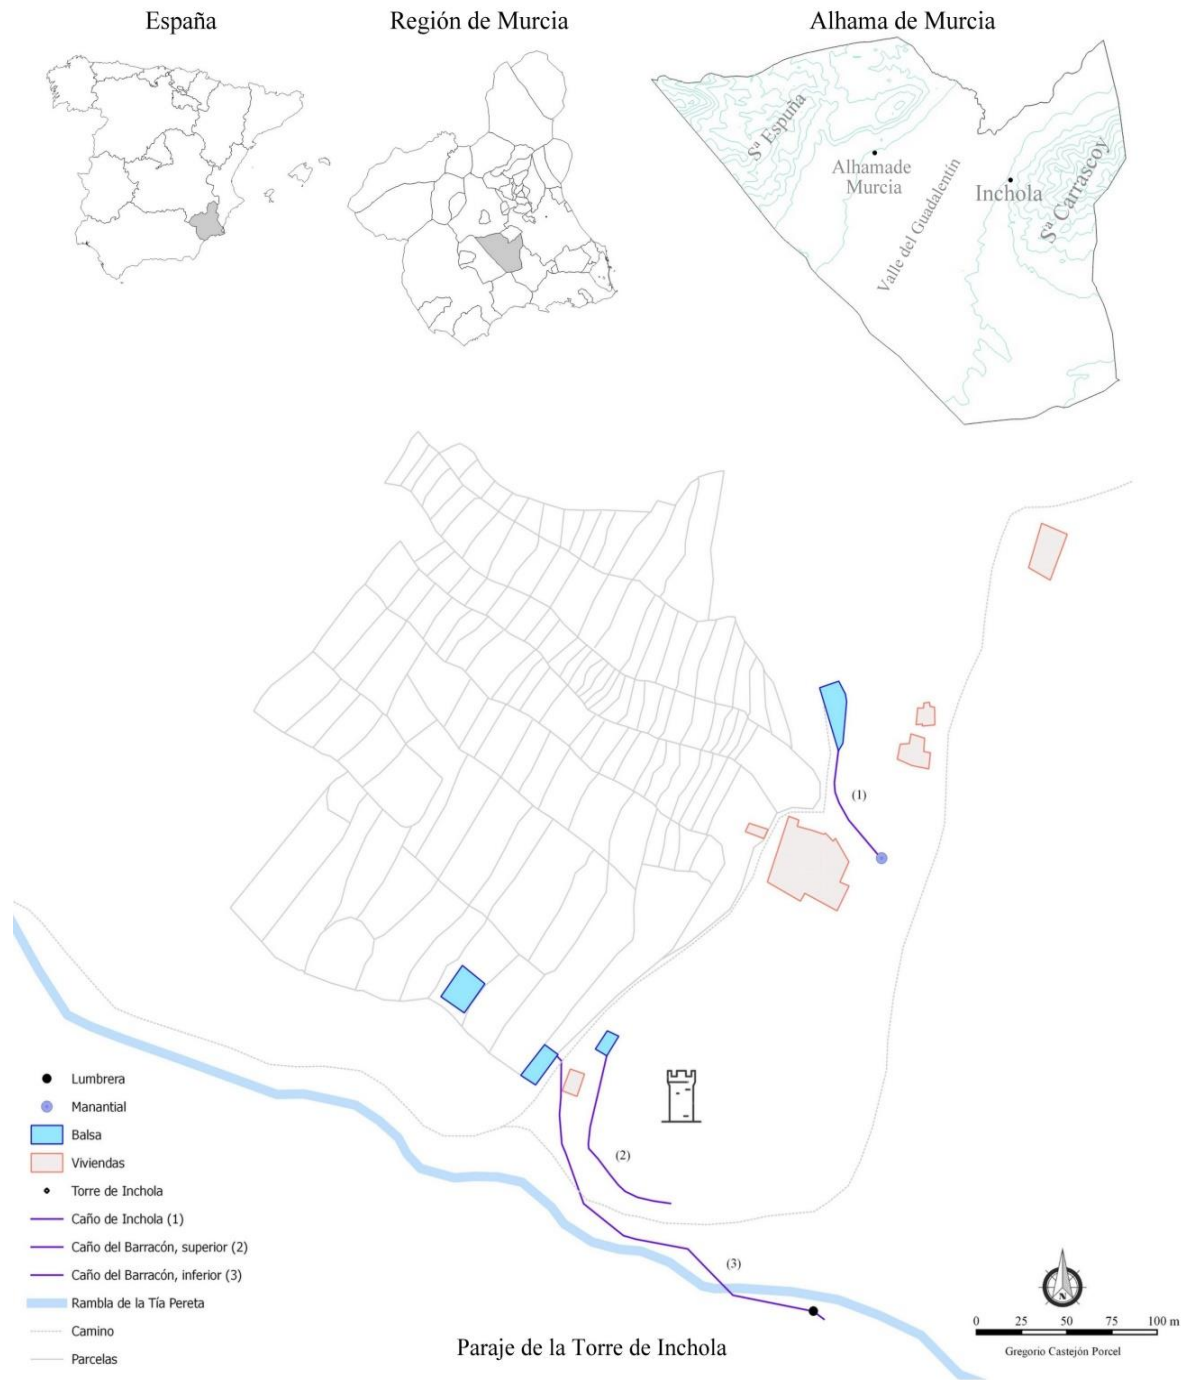 España
Región de Murcia
Alhama de Murcia
Sª Espuña
Alhamade
Murcia
Valle del Guadalentín
Inchola
Sª Carrascoy
(1)
(2)
(3)
Lumbrera
Manantial
Balsa
Viviendas
Torre de Inchola
Caño de Inchola (1)
Caño del Barracón, superior (2)
Caño del Barracón, inferior (3)
Rambla de la Tía Pereta
Camino
Parcelas
Paraje de la Torre de Inchola
N
0 25 50 75 100 m
Gregorio Castejón Porcel